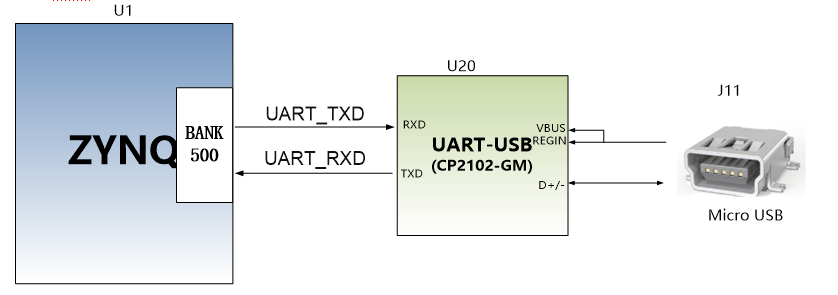 U1
ZYNQ
BANK
500
UART_TXD
UART_RXD
U20
RXD
TXD
UART-USB
(CP2102-GM)
VBUS
REGIN
D+/-
J11
Micro USB